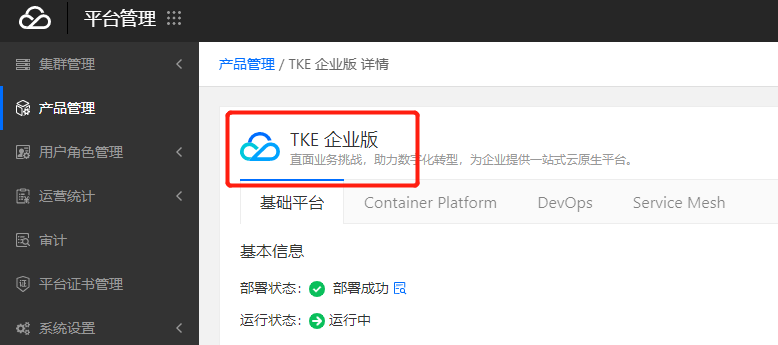 平台管理
集群管理
产品管理
用户角色管理
运营统计
审计
平台证书管理
系统设置
产品管理 / TKE 企业版 详情
TKE 企业版
直面业务挑战，助力数字化转型，为企业提供一站式云原生平台。
基础平台 Container Platform DevOps Service Mesh
基本信息
部署状态： 部署成功
运行状态： 运行中